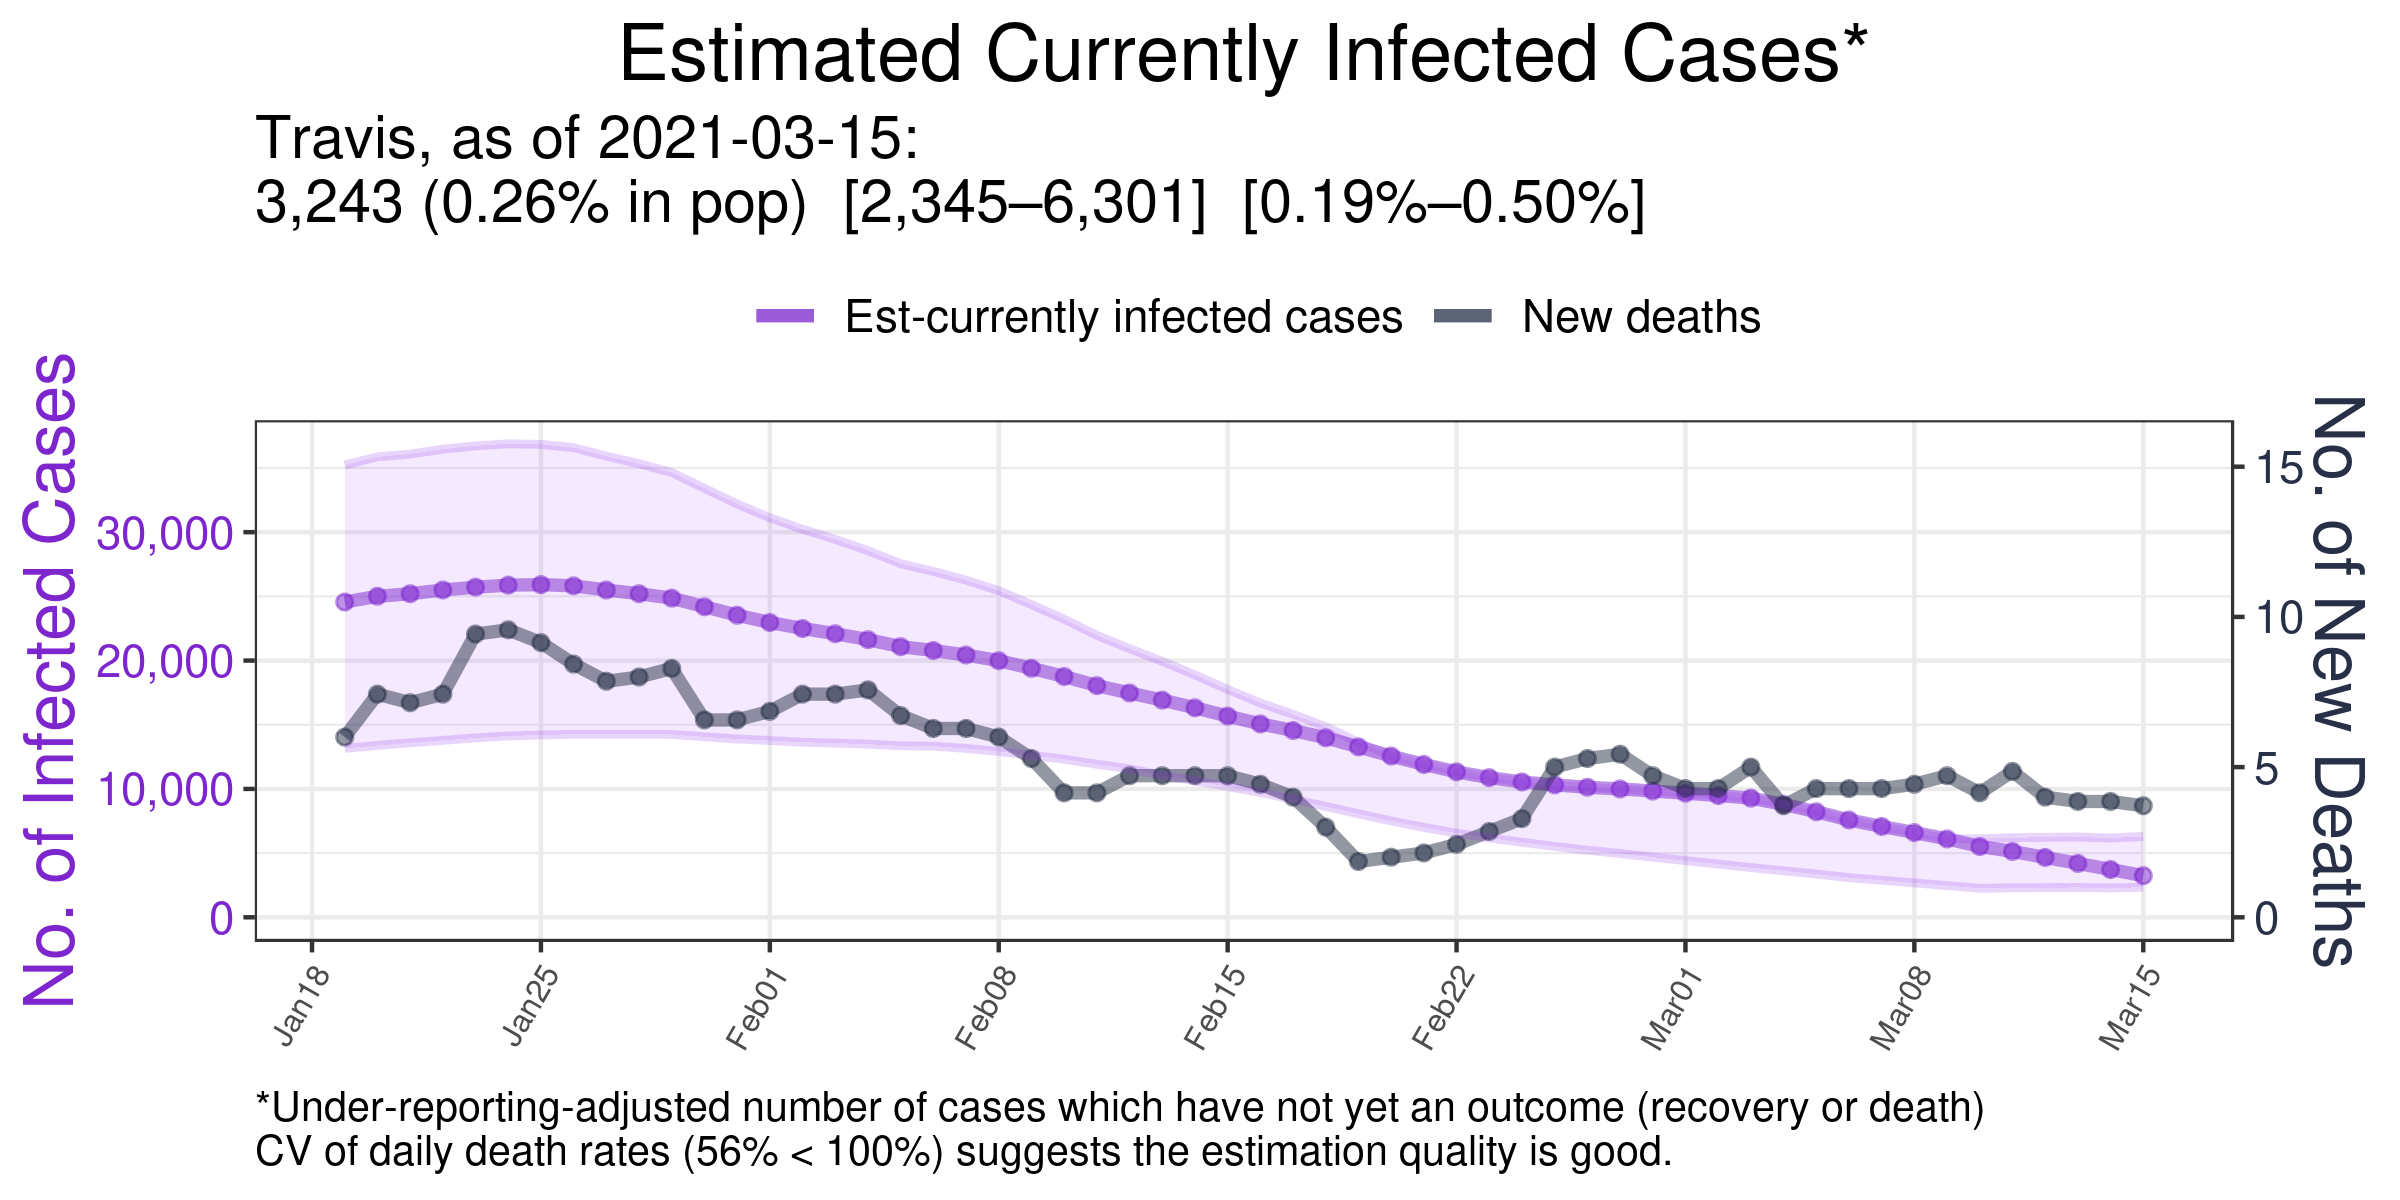 Estimated Currently Infected Cases*
Travis, as of 2021-03-15:
3,243 (0.26% in pop)  [2,345–6,301]  [0.19%–0.50%]
Est-currently infected cases
New deaths
No. of Infected Cases
30,000
20,000
10,000
0
15
10
5
0
No. of New Deaths
Jan18
Jan25
Feb01
Feb08
Feb15
Feb22
Mar01
Mar08
Mar15
*Under-reporting-adjusted number of cases which have not yet an outcome (recovery or death)
CV of daily death rates (56% < 100%) suggests the estimation quality is good.